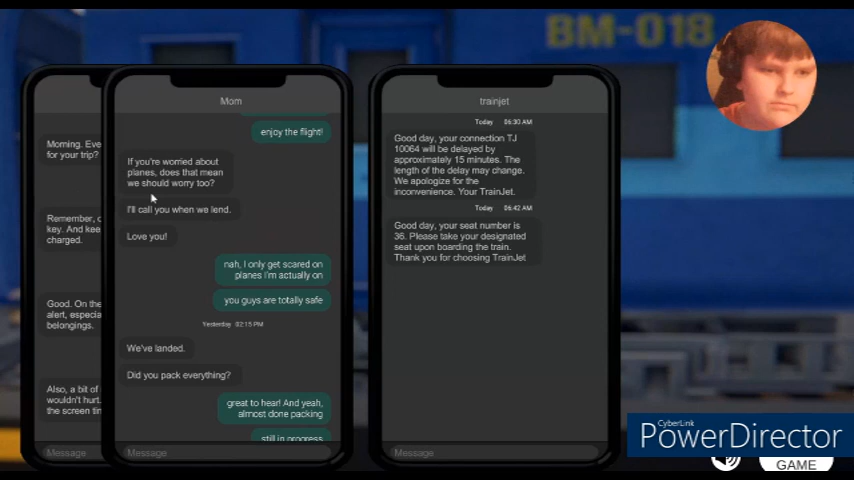 BM-018
Morning. Eve
for your trip?
Remember, c
key. And kee
charged.
Good. On the
alert, especia
belongings.
Also, a bit of
wouldn't hurt.
the screen tim
Message
Mom
enjoy the flight!
If you're worried about
planes, does that mean
we should worry too?
I'll call you when we lend.
Love you!
nah, I only get scared on
planes I'm actually on
you guys are totally safe
Yesterday 02:15 PM
We've landed.
Did you pack everything?
great to hear! And yeah,
almost done packing
still in progress
Message
trainjet
Today 06:30 AM
Good day, your connection TJ
10064 will be delayed by
approximately 15 minutes. The
length of the delay may change.
We apologize for the
inconvenience. Your TrainJet.
Today 06:42 AM
Good day, your seat number is
36. Please take your designated
seat upon boarding the train.
Thank you for choosing TrainJet
Message
CyberLink
PowerDirector
GAME